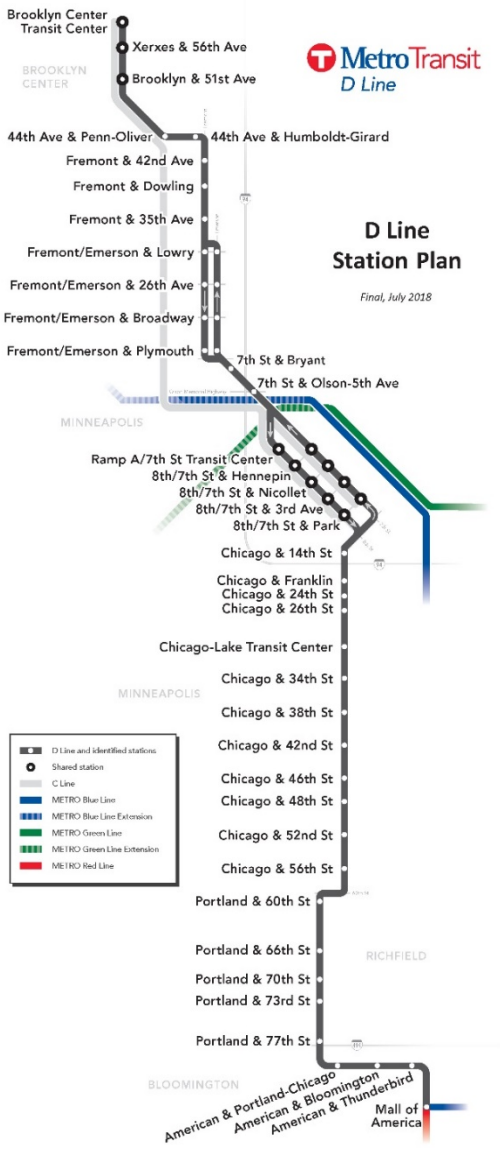 Brooklyn Center
Transit Center
Xerxes & 56th Ave
BROOKLYN
CENTER
Brooklyn & 51st Ave
T MetroTransit
D Line
44th Ave & Penn-Oliver
44th Ave & Humboldt-Girard
Fremont & 42nd Ave
Fremont & Dowling
94
Fremont & 35th Ave
D Line
Station Plan
Final, July 2018
Fremont/Emerson & Lowry
Fremont/Emerson & 26th Ave
Fremont/Emerson & Broadway
Fremont/Emerson & Plymouth
7th St & Bryant
7th St & Olson-5th Ave
MINNEAPOLIS
Ramp A/7th St Transit Center
8th/7th St & Hennepin
8th/7th St & Nicollet
8th/7th St & 3rd Ave
8th/7th St & Park
Chicago & 14th St
94
Chicago & Franklin
Chicago & 24th St
Chicago & 26th St
Chicago-Lake Transit Center
Chicago & 34th St
MINNEAPOLIS
Chicago & 38th St
Chicago & 42nd St
Chicago & 46th St
Chicago & 48th St
Chicago & 52nd St
Chicago & 56th St
D Line and identified stations
Shared station
C Line
METRO Blue Line
METRO Blue Line Extension
METRO Green Line
METRO Green Line Extension
METRO Red Line
Portland & 60th St
Portland & 66th St
RICHFIELD
Portland & 70th St
Portland & 73rd St
Portland & 77th St
BLOOMINGTON
American & Portland-Chicago
American & Bloomington
American & Thunderbird
Mall of
America